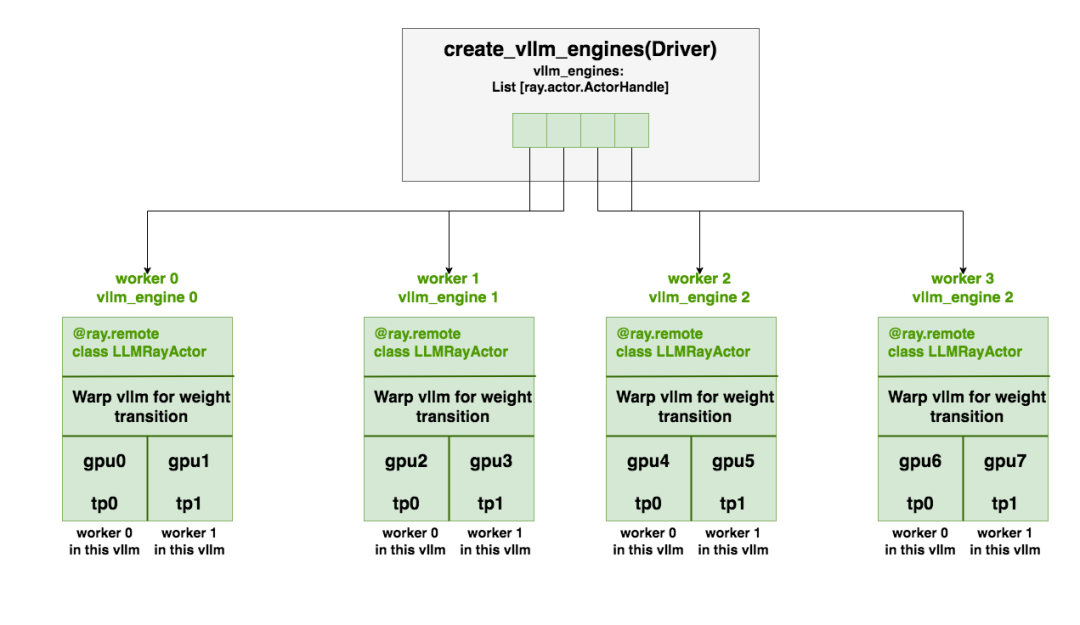 create_vllm_engines(Driver)
vllm_engines:
List [ray.actor.ActorHandle]
worker 0
vllm_engine 0
@ray.remote
class LLMRayActor
Warp vllm for weight
transition
gpu0
gpu1
tp0
tp1
worker 0
in this vllm
worker 1
in this vllm
worker 1
vllm_engine 1
@ray.remote
class LLMRayActor
Warp vllm for weight
transition
gpu2
gpu3
tp0
tp1
worker 0
in this vllm
worker 1
in this vllm
worker 2
vllm_engine 2
@ray.remote
class LLMRayActor
Warp vllm for weight
transition
gpu4
gpu5
tp0
tp1
worker 0
in this vllm
worker 1
in this vllm
worker 3
vllm_engine 2
@ray.remote
class LLMRayActor
Warp vllm for weight
transition
gpu6
gpu7
tp0
tp1
worker 0
in this vllm
worker 1
in this vllm